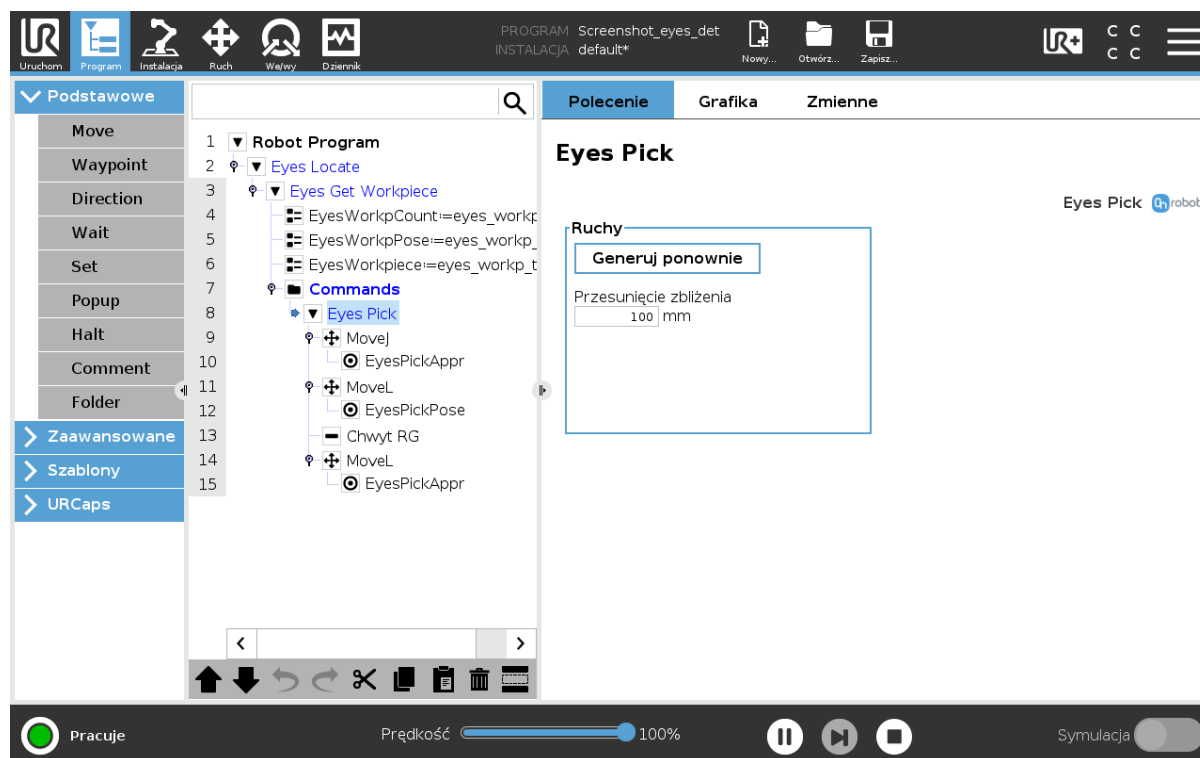 PROGRAM Screenshot_eyes_det
INSTALACJA default*
Uruchom Program Instalacja Ruch We/wy Dziennik Nowy... Otwórz... Zapisz...
UR+
C C
C C
Podstawowe
Move
Waypoint
Direction
Wait
Set
Popup
Halt
Comment
Folder
Zaawansowane
Szablony
URCaps
1 Robot Program
2 Eyes Locate
3 Eyes Get Workpiece
4 EyesWorkpCount:=eyes_workp
5 EyesWorkpPose:=eyes_workp_
6 EyesWorkpiece:=eyes_workp_t
7 Commands
8 Eyes Pick
9 MoveJ
10 EyesPickAppr
11 MoveL
12 EyesPickPose
13 Chwyt RG
14 MoveL
15 EyesPickAppr
Polecenie Grafika Zmienne
Eyes Pick
Eyes Pick OnRobot
Ruchy
Generuj ponownie
Przesunięcie zbliżenia
100 mm
Pracuje
Prędkość 100%
Symulacja